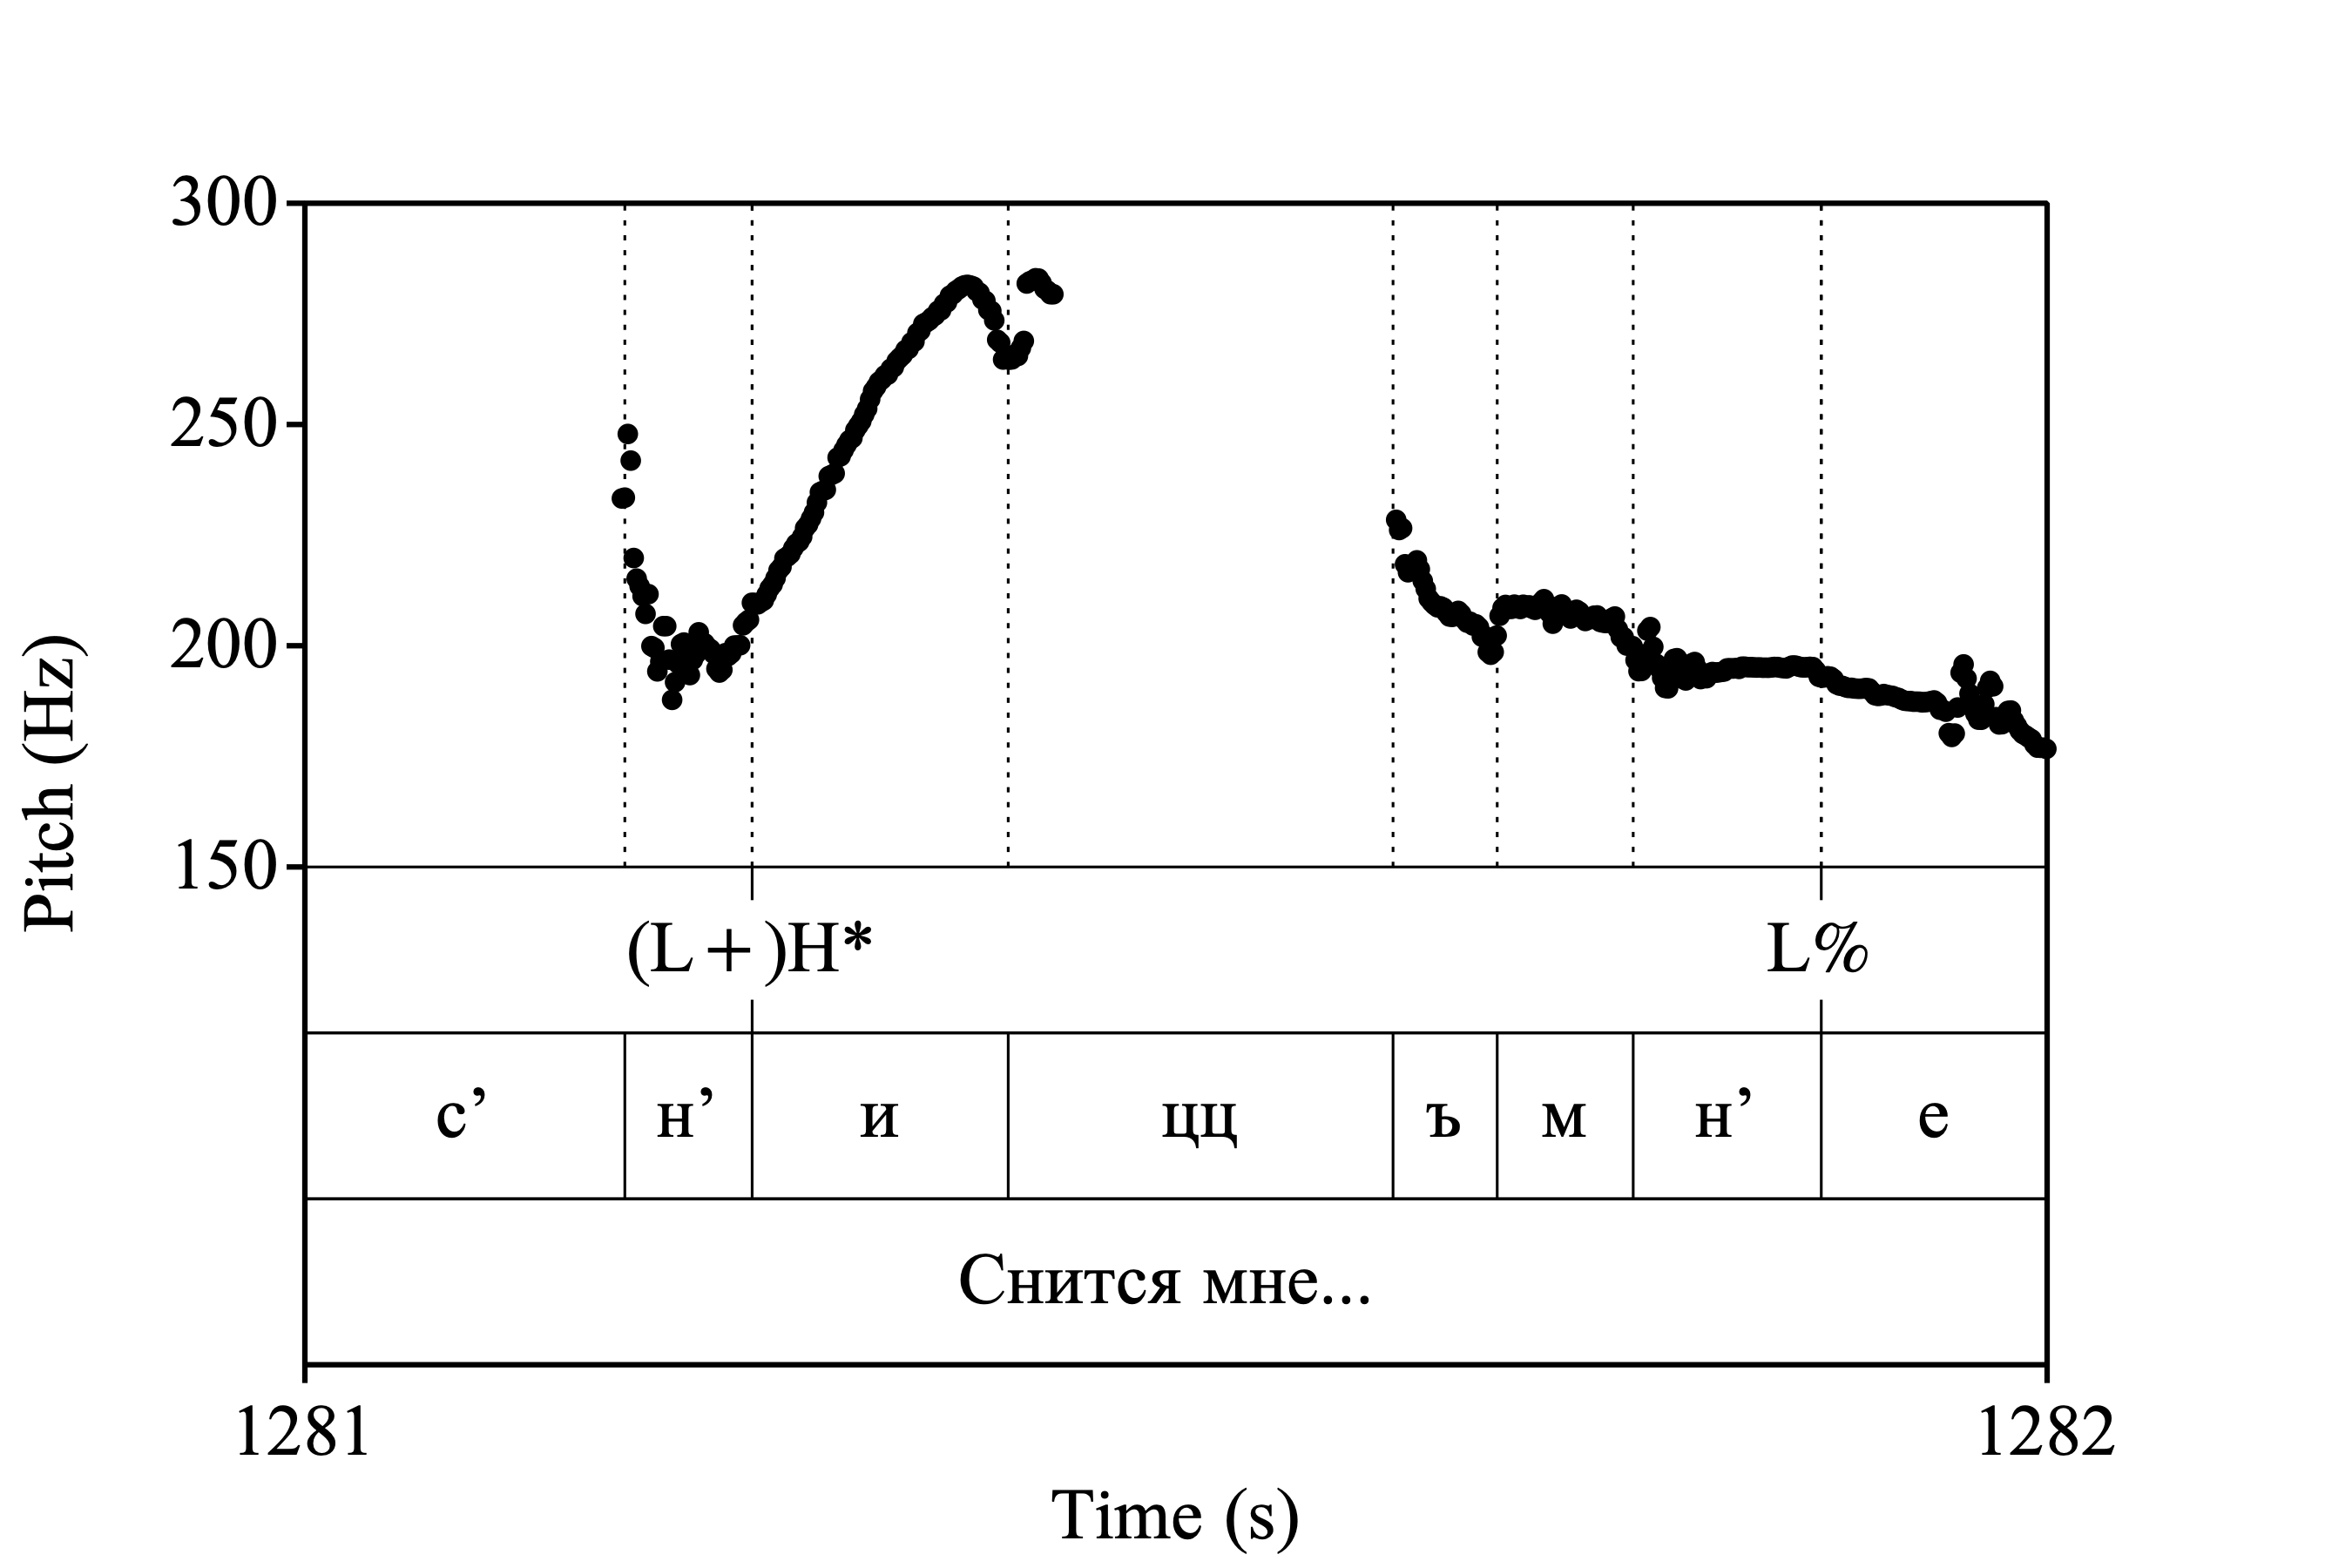 300
250
200
150
Pitch (Hz)
(L+)H* L%
с’ н’ и цц ъ м н’ е
Снится мне...
1281 1282
Time (s)